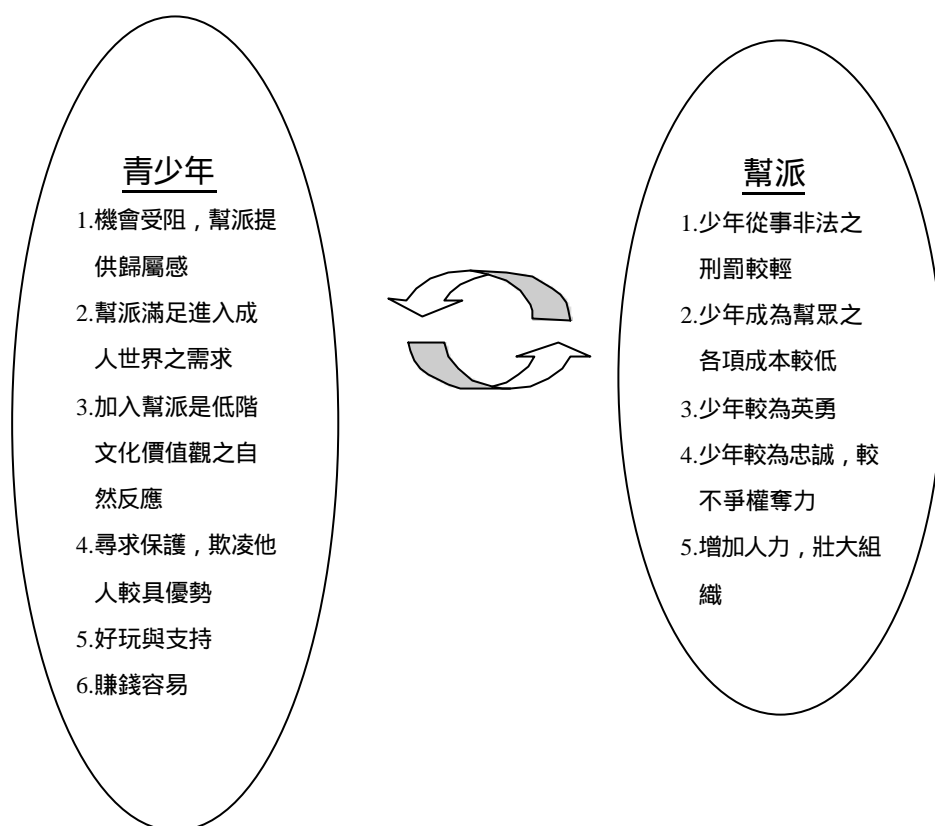 青少年
1.機會受阻，幫派提
供歸屬感
2.幫派滿足進入成
人世界之需求
3.加入幫派是低階
文化價值觀之自
然反應
4.尋求保護，欺凌他
人較具優勢
5.好玩與支持
6.賺錢容易
幫派
1.少年從事非法之
刑罰較輕
2.少年成為幫眾之
各項成本較低
3.少年較為英勇
4.少年較為忠誠，較
不爭權奪力
5.增加人力，壯大組
織